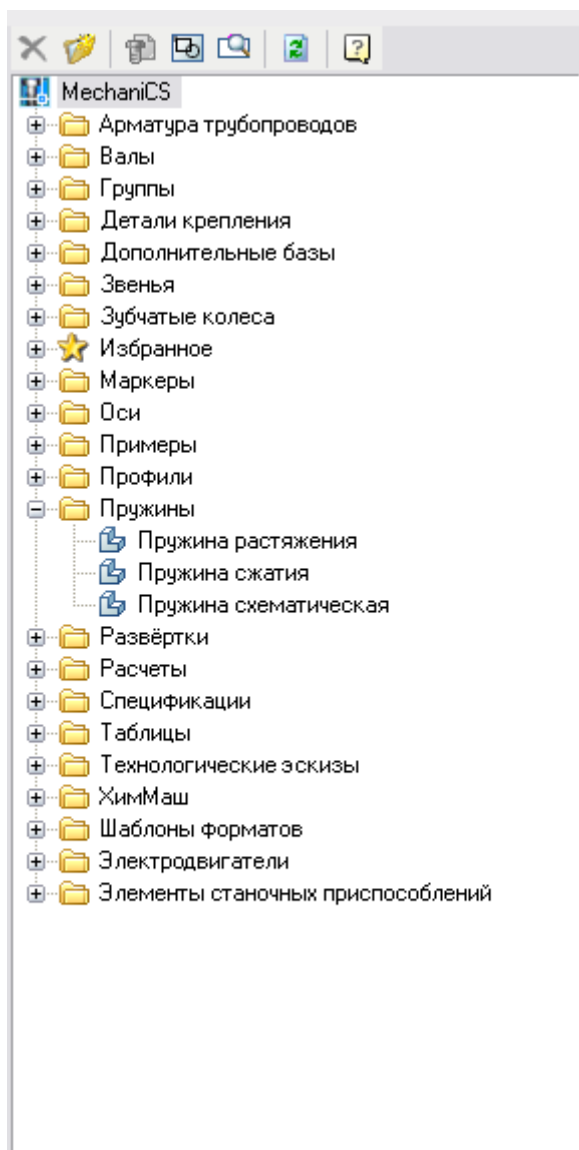 MechaniCS
Арматура трубопроводов
Валы
Группы
Детали крепления
Дополнительные базы
Звенья
Зубчатые колеса
Избранное
Маркеры
Оси
Примеры
Профили
Пружины
Пружина растяжения
Пружина сжатия
Пружина схематическая
Развёртки
Расчеты
Спецификации
Таблицы
Технологические эскизы
ХимМаш
Шаблоны форматов
Электродвигатели
Элементы станочных приспособлений